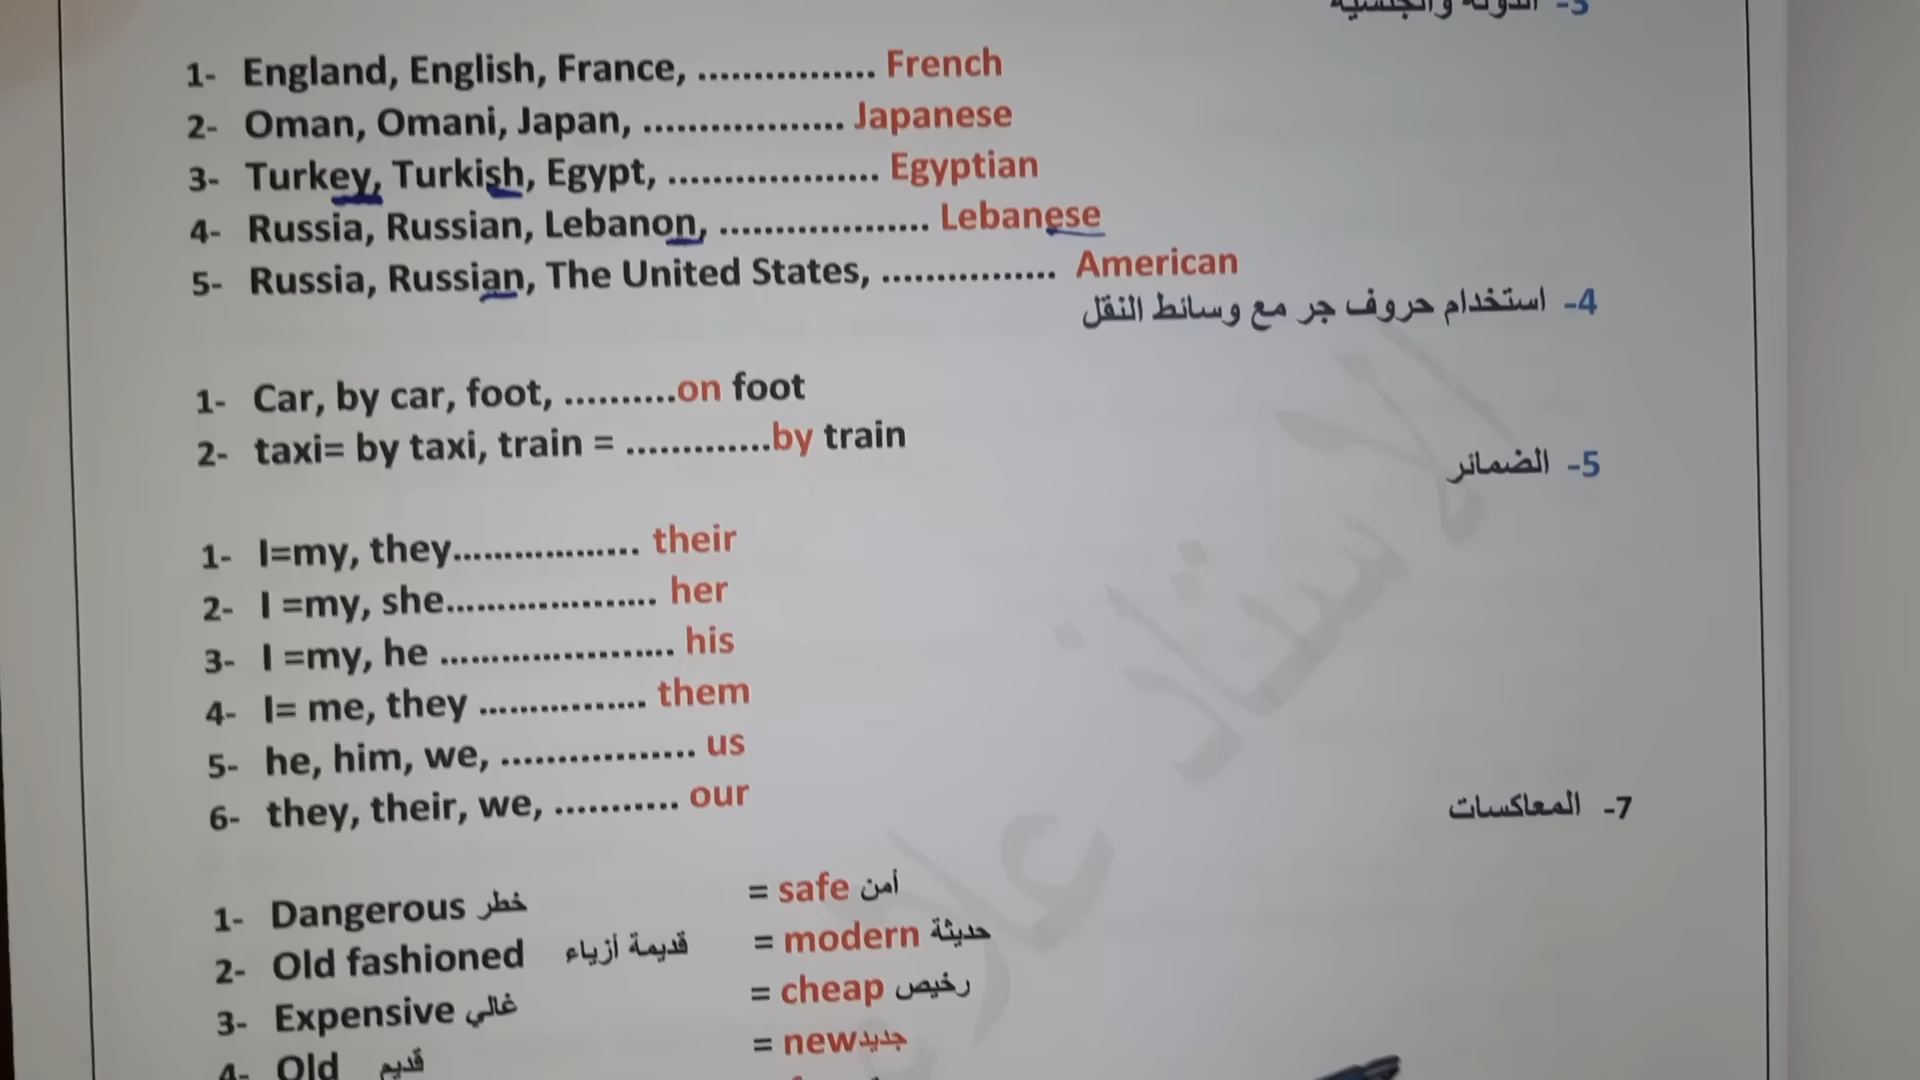 3- الدولة والجنسية
1- England, English, France, ................ French
2- Oman, Omani, Japan, .................. Japanese
3- Turkey, Turkish, Egypt, ................... Egyptian
4- Russia, Russian, Lebanon, ................... Lebanese
5- Russia, Russian, The United States, ................ American
4- استخدام حروف جر مع وسائط النقل
1- Car, by car, foot, ..........on foot
2- taxi= by taxi, train = .............by train
5- الضمائر
1- I=my, they................. their
2- I =my, she................... her
3- I =my, he ..................... his
4- I= me, they ............... them
5- he, him, we, .................. us
6- they, their, we, ........... our
7- المعاكسات
1- Dangerous خطر = safe أمن
2- Old fashioned قديمة أزياء = modern حديثة
3- Expensive غالي = cheap رخيص
4- Old قديم = new جديد
الاستاذ